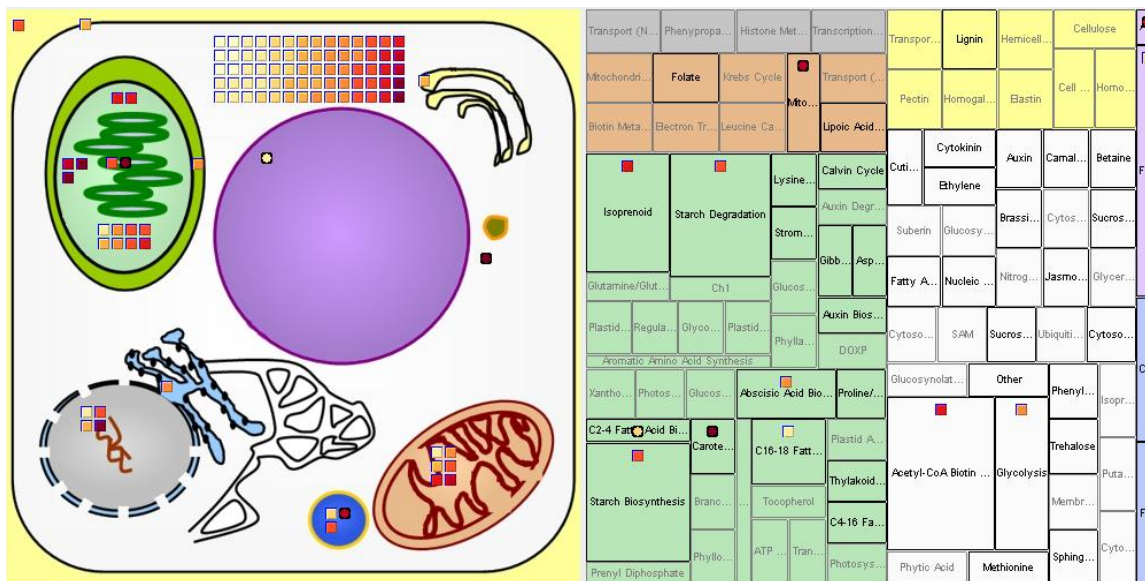 Transport (N...
Phenypropa...
Histone Met...
Transcription...
Mitochondri...
Folate
Krebs Cycle
Mito...
Transport (...
Biotin Meta...
Electron Tr...
Leucine Ca...
Lipoic Acid...
Transpor...
Lignin
Hemicell...
Cellulose
Pectin
Homogal...
Elastin
Cell ...
Homo...
Isoprenoid
Starch Degradation
Lysine...
Calvin Cycle
Auxin Degr...
Strom...
Gibb...
Asp...
Glutamine/Glut...
Ch1
Glucos...
Auxin Bios...
Plastid...
Regula...
Glyco...
Plastid...
Phylla...
DOXP
Aromatic Amino Acid Synthesis
Xantho...
Photos...
Glucos...
Abscisic Acid Bio...
Proline/...
C2-4 Fatt
Acid Bi...
Carote...
C16-18 Fatt...
Plastid A...
Starch Biosynthesis
Thylakoid...
Branc...
Tocopherol
C4-16 Fa...
Phyllo...
ATP ...
Tran...
Photosys...
Prenyl Diphosphate
Cuti...
Cytokinin
Ethylene
Auxin
Camal...
Betaine
Suberin
Glucosy...
Brassi...
Cytos...
Sucros...
Fatty A...
Nucleic ...
Nitrog...
Jasmo...
Glycer...
Cytoso...
SAM
Sucros...
Ubiquiti...
Cytoso...
Glucosynolat...
Other
Phenyl...
Isopr...
Acetyl-CoA Biotin ...
Glycolysis
Trehalose
Puta...
Membr...
Cyto...
Sphing...
Phytic Acid
Methionine